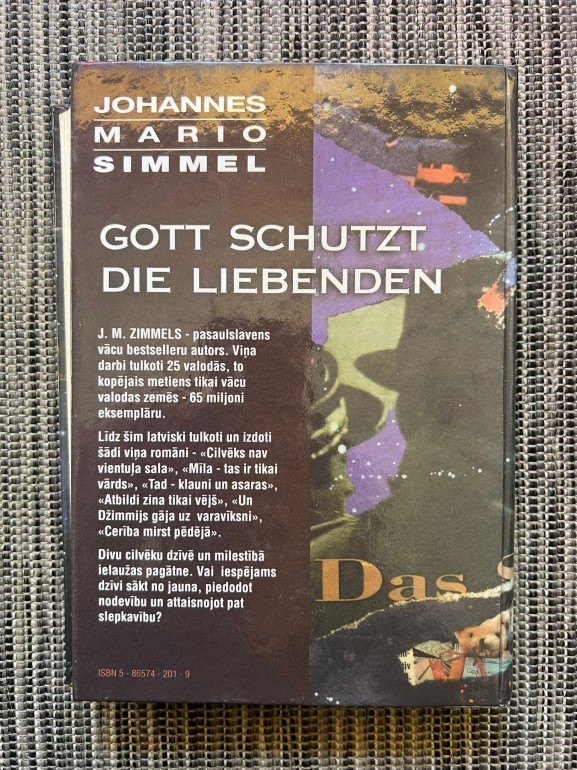 JOHANNES
MARIO
SIMMEL
GOTT SCHUTZT
DIE LIEBENDEN
J. M. ZIMMELS - pasaulslavens
vācu bestselleru autors. Viņa
darbi tulkoti 25 valodās, to
kopējais metiens tikai vācu
valodas zemēs - 65 miljoni
eksemplāru.
Līdz šim latviski tulkoti un izdoti
šādi viņa romāni - «Cilvēks nav
vientuļa sala», «Mīla - tas ir tikai
vārds», «Tad - klauni un asaras»,
«Atbildi zina tikai vējš», «Un
Džimmijs gāja uz varavīksni»,
«Cerība mirst pēdējā».
Divu cilvēku dzīvē un mīlestībā
ielaužas pagātne. Vai iespējams
dzīvi sākt no jauna, piedodot
nodevību un attaisnojot pat
slepkavību?
Das
ISBN 5 - 86574 - 201 - 9